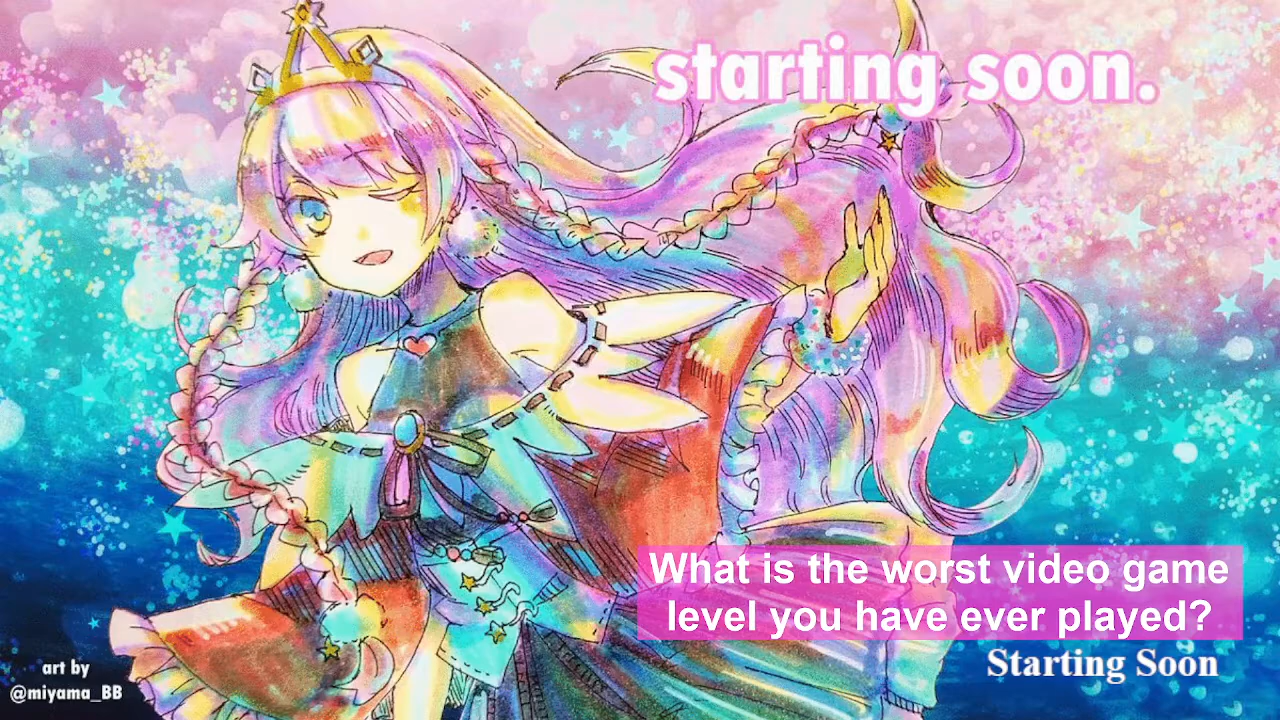 starting soon.
What is the worst video game
level you have ever played?
Starting Soon
art by
@miyama_BB